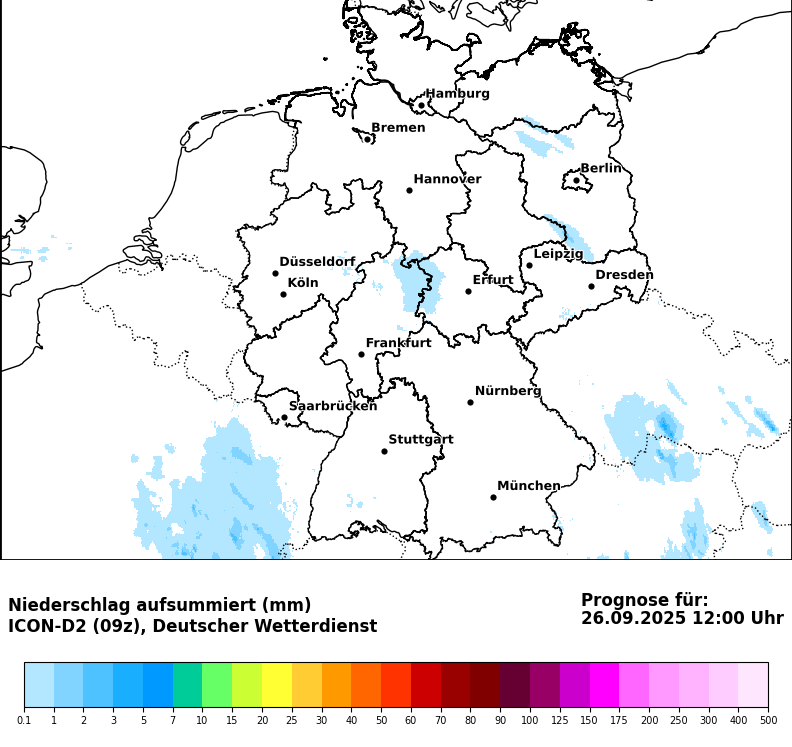 Hamburg
Bremen
Berlin
Hannover
Leipzig
Düsseldorf
Dresden
Köln
Erfurt
Frankfurt
Nürnberg
Saarbrücken
Stuttgart
München
Niederschlag aufsummiert (mm)
ICON-D2 (09z), Deutscher Wetterdienst
Prognose für:
26.09.2025 12:00 Uhr
0.1 1 2 3 5 7 10 15 20 25 30 40 50 60 70 80 90 100 125 150 175 200 250 300 400 500